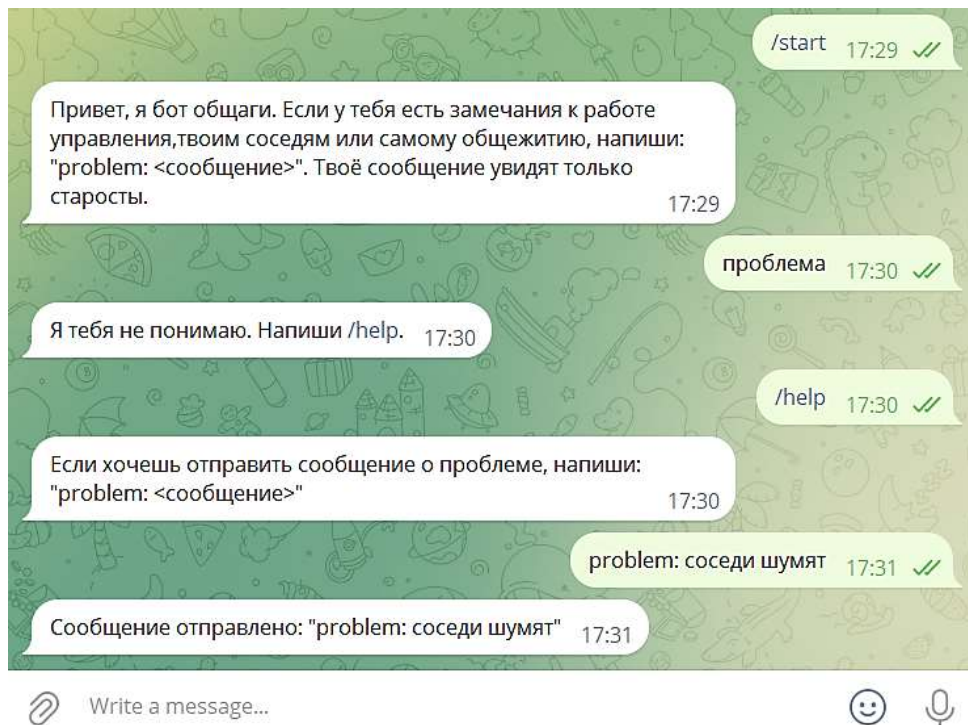 /start 17:29
Привет, я бот общаги. Если у тебя есть замечания к работе
управления,твоим соседям или самому общежитию, напиши:
"problem: <сообщение>". Твоё сообщение увидят только
старосты.
17:29
проблема 17:30
Я тебя не понимаю. Напиши /help. 17:30
/help 17:30
Если хочешь отправить сообщение о проблеме, напиши:
"problem: <сообщение>"
17:30
problem: соседи шумят 17:31
Сообщение отправлено: "problem: соседи шумят" 17:31
Write a message...